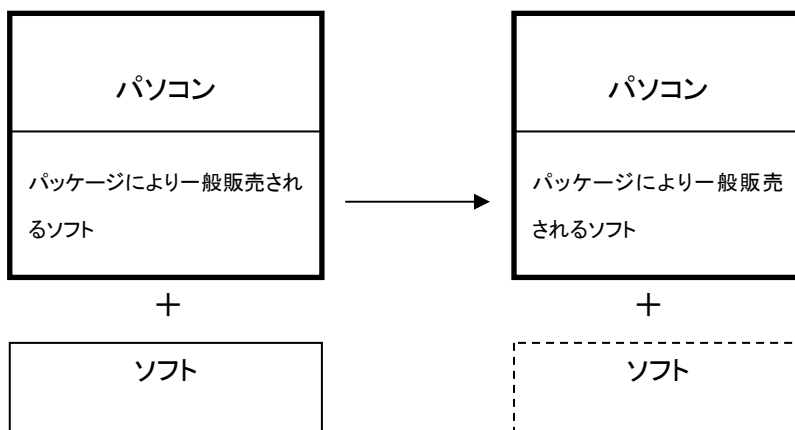 パソコン
パッケージにより一般販売され
るソフト
＋
ソフト
パソコン
パッケージにより一般販売
されるソフト
＋
ソフト